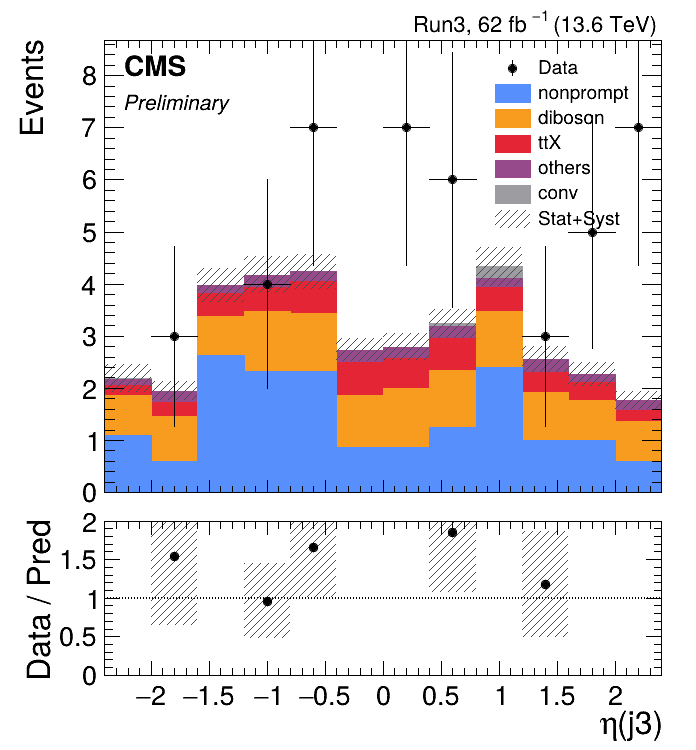 Run3, 62 fb⁻¹ (13.6 TeV)
CMS
Preliminary
Events
8
7
6
5
4
3
2
1
0
Data
nonprompt
diboson
ttX
others
conv
Stat+Syst
Data / Pred
2
1.5
1
0.5
0
−2 −1.5 −1 −0.5 0 0.5 1 1.5 2
η(j3)